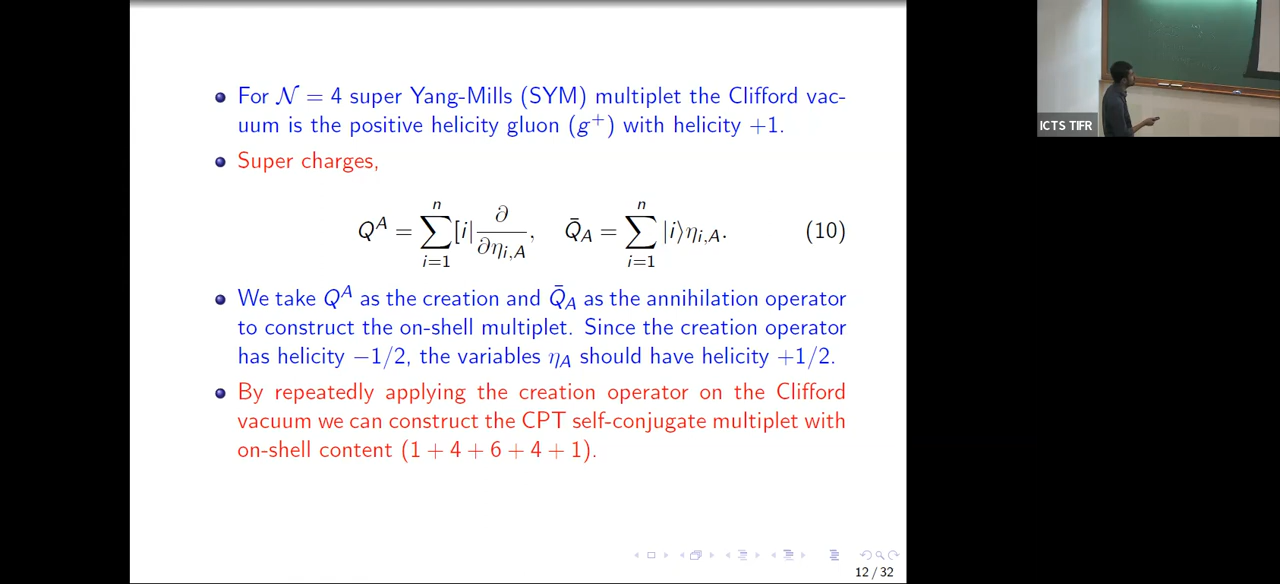 For 𝒩 = 4 super Yang-Mills (SYM) multiplet the Clifford vac-
uum is the positive helicity gluon (g⁺) with helicity +1.
Super charges,
Q^A = ∑_{i=1}^{n} [i| ∂/∂η_{i,A}, Q̄_A = ∑_{i=1}^{n} |i⟩η_{i,A}. (10)
We take Q^A as the creation and Q̄_A as the annihilation operator
to construct the on-shell multiplet. Since the creation operator
has helicity −1/2, the variables η_A should have helicity +1/2.
By repeatedly applying the creation operator on the Clifford
vacuum we can construct the CPT self-conjugate multiplet with
on-shell content (1 + 4 + 6 + 4 + 1).
12 / 32
ICTS TIFR